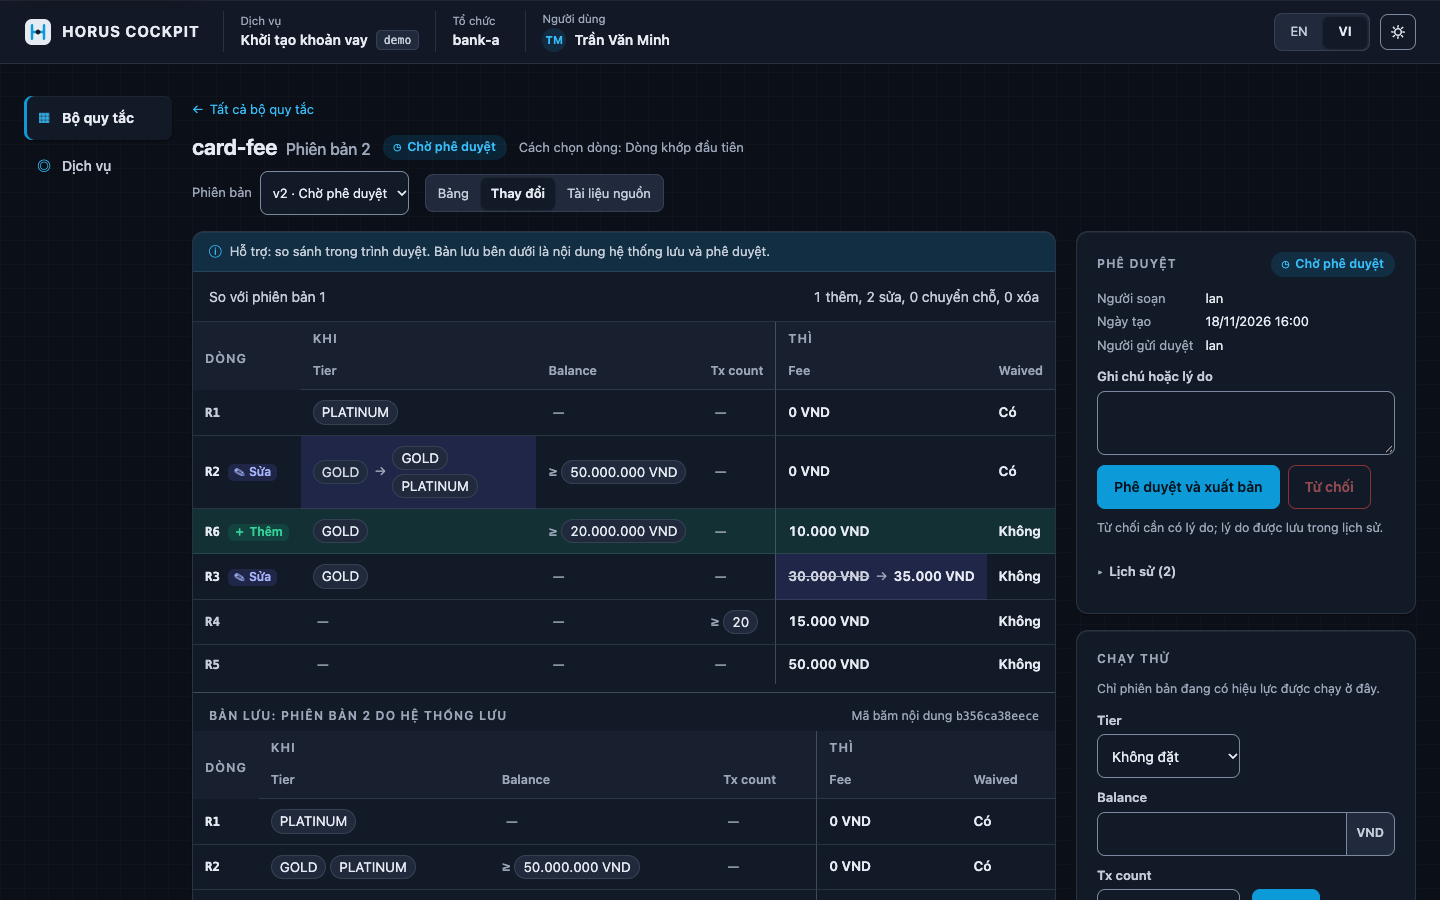 HORUS COCKPIT
Dịch vụ
Khởi tạo khoản vay demo
Tổ chức
bank-a
Người dùng
TM Trần Văn Minh
EN VI
Bộ quy tắc
Dịch vụ
← Tất cả bộ quy tắc
card-fee Phiên bản 2 Chờ phê duyệt Cách chọn dòng: Dòng khớp đầu tiên
Phiên bản v2 · Chờ phê duyệt Bảng Thay đổi Tài liệu nguồn
Hỗ trợ: so sánh trong trình duyệt. Bản lưu bên dưới là nội dung hệ thống lưu và phê duyệt.
So với phiên bản 1 1 thêm, 2 sửa, 0 chuyển chỗ, 0 xóa
DÒNG KHI THÌ
Tier Balance Tx count Fee Waived
R1 PLATINUM — — 0 VND Có
R2 ✎ Sửa GOLD → GOLD PLATINUM ≥ 50.000.000 VND — 0 VND Có
R6 + Thêm GOLD ≥ 20.000.000 VND — 10.000 VND Không
R3 ✎ Sửa GOLD — — 30.000 VND → 35.000 VND Không
R4 — — ≥ 20 15.000 VND Không
R5 — — — 50.000 VND Không
BẢN LƯU: PHIÊN BẢN 2 DO HỆ THỐNG LƯU Mã băm nội dung b356ca38eece
DÒNG KHI THÌ
Tier Balance Tx count Fee Waived
R1 PLATINUM — — 0 VND Có
R2 GOLD PLATINUM ≥ 50.000.000 VND — 0 VND Có
PHÊ DUYỆT Chờ phê duyệt
Người soạn lan
Ngày tạo 18/11/2026 16:00
Người gửi duyệt lan
Ghi chú hoặc lý do
Phê duyệt và xuất bản Từ chối
Từ chối cần có lý do; lý do được lưu trong lịch sử.
▸ Lịch sử (2)
CHẠY THỬ
Chỉ phiên bản đang có hiệu lực được chạy ở đây.
Tier
Không đặt
Balance
VND
Tx count